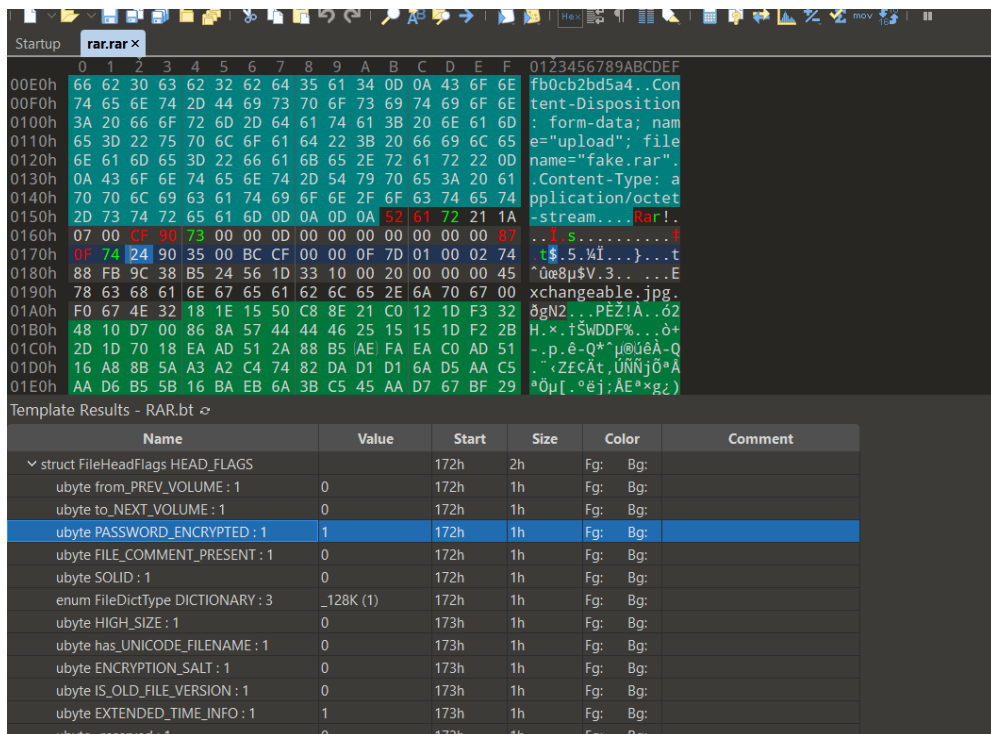 Hex
mov
Startup rar.rar ×
0 1 2 3 4 5 6 7 8 9 A B C D E F 0123456789ABCDEF
00E0h 66 62 30 63 62 32 62 64 35 61 34 0D 0A 43 6F 6E fb0cb2bd5a4..Con
00F0h 74 65 6E 74 2D 44 69 73 70 6F 73 69 74 69 6F 6E tent-Disposition
0100h 3A 20 66 6F 72 6D 2D 64 61 74 61 3B 20 6E 61 6D : form-data; nam
0110h 65 3D 22 75 70 6C 6F 61 64 22 3B 20 66 69 6C 65 e="upload"; file
0120h 6E 61 6D 65 3D 22 66 61 6B 65 2E 72 61 72 22 0D name="fake.rar".
0130h 0A 43 6F 6E 74 65 6E 74 2D 54 79 70 65 3A 20 61 .Content-Type: a
0140h 70 70 6C 69 63 61 74 69 6F 6E 2F 6F 63 74 65 74 pplication/octet
0150h 2D 73 74 72 65 61 6D 0D 0A 0D 0A 52 61 72 21 1A -stream....Rar!.
0160h 07 00 CF 90 73 00 00 0D 00 00 00 00 00 00 00 87 ..Ï.s..........‡
0170h 0F 74 24 90 35 00 BC CF 00 00 0F 7D 01 00 02 74 .t$.5.¼Ï...}...t
0180h 88 FB 9C 38 B5 24 56 1D 33 10 00 20 00 00 00 45 ˆûœ8µ$V.3.. ...E
0190h 78 63 68 61 6E 67 65 61 62 6C 65 2E 6A 70 67 00 xchangeable.jpg.
01A0h F0 67 4E 32 18 1E 15 50 C8 8E 21 C0 12 1D F3 32 ðgN2...PÈŽ!À..ó2
01B0h 48 10 D7 00 86 8A 57 44 44 46 25 15 15 1D F2 2B H.×.†ŠWDDF%...ò+
01C0h 2D 1D 70 18 EA AD 51 2A 88 B5 AE FA EA C0 AD 51 -.p.ê-Q*ˆµ®úêÀ-Q
01D0h 16 A8 8B 5A A3 A2 C4 74 82 DA D1 D1 6A D5 AA C5 .¨‹Z£¢Ät‚ÚÑÑjÕªÅ
01E0h AA D6 B5 5B 16 BA EB 6A 3B C5 45 AA D7 67 BF 29 ªÖµ[.ºëj;ÅEª×g¿)
Template Results - RAR.bt
Name Value Start Size Color Comment
struct FileHeadFlags HEAD_FLAGS 172h 2h Fg: Bg:
ubyte from_PREV_VOLUME : 1 0 172h 1h Fg: Bg:
ubyte to_NEXT_VOLUME : 1 0 172h 1h Fg: Bg:
ubyte PASSWORD_ENCRYPTED : 1 1 172h 1h Fg: Bg:
ubyte FILE_COMMENT_PRESENT : 1 0 172h 1h Fg: Bg:
ubyte SOLID : 1 0 172h 1h Fg: Bg:
enum FileDictType DICTIONARY : 3 _128K (1) 172h 1h Fg: Bg:
ubyte HIGH_SIZE : 1 0 173h 1h Fg: Bg:
ubyte has_UNICODE_FILENAME : 1 0 173h 1h Fg: Bg:
ubyte ENCRYPTION_SALT : 1 0 173h 1h Fg: Bg:
ubyte IS_OLD_FILE_VERSION : 1 0 173h 1h Fg: Bg:
ubyte EXTENDED_TIME_INFO : 1 1 173h 1h Fg: Bg: